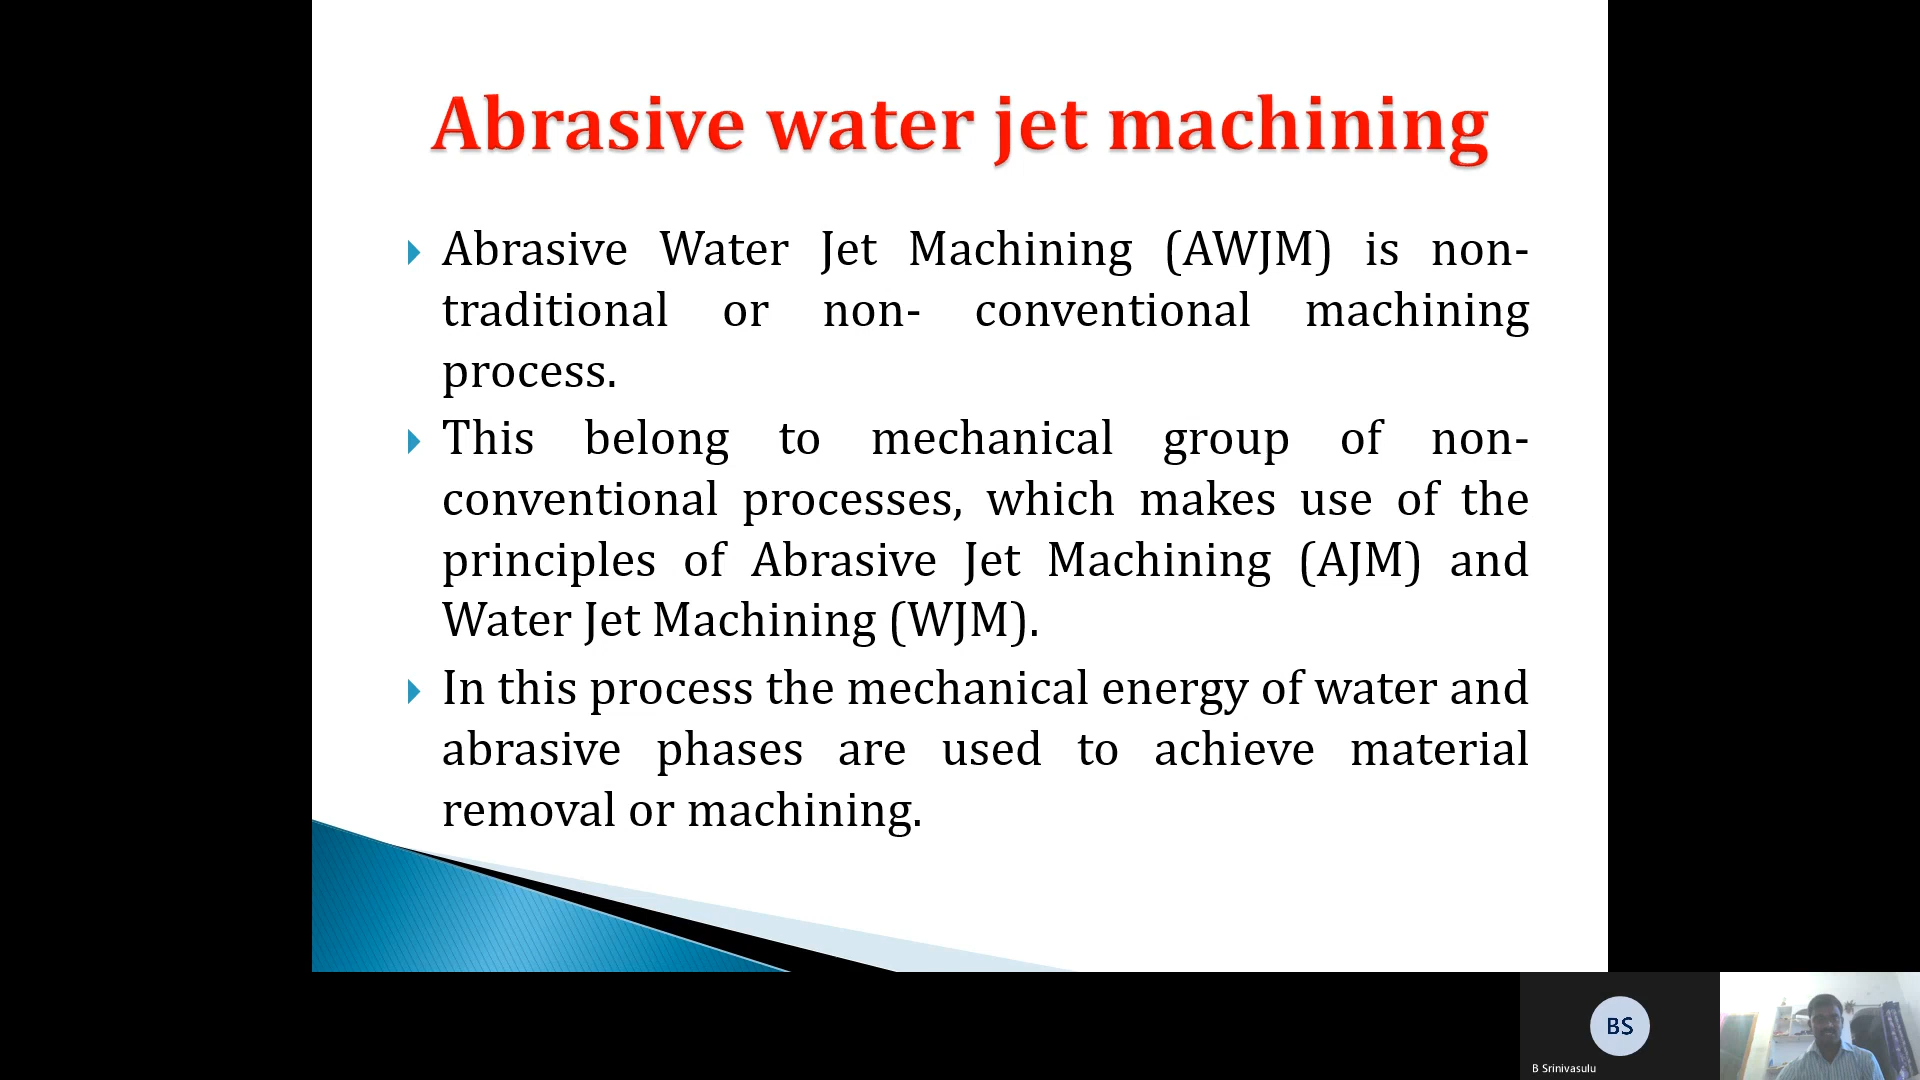 Abrasive water jet machining
Abrasive Water Jet Machining (AWJM) is non-
traditional or non- conventional machining
process.
This belong to mechanical group of non-
conventional processes, which makes use of the
principles of Abrasive Jet Machining (AJM) and
Water Jet Machining (WJM).
In this process the mechanical energy of water and
abrasive phases are used to achieve material
removal or machining.
BS
B Srinivasulu